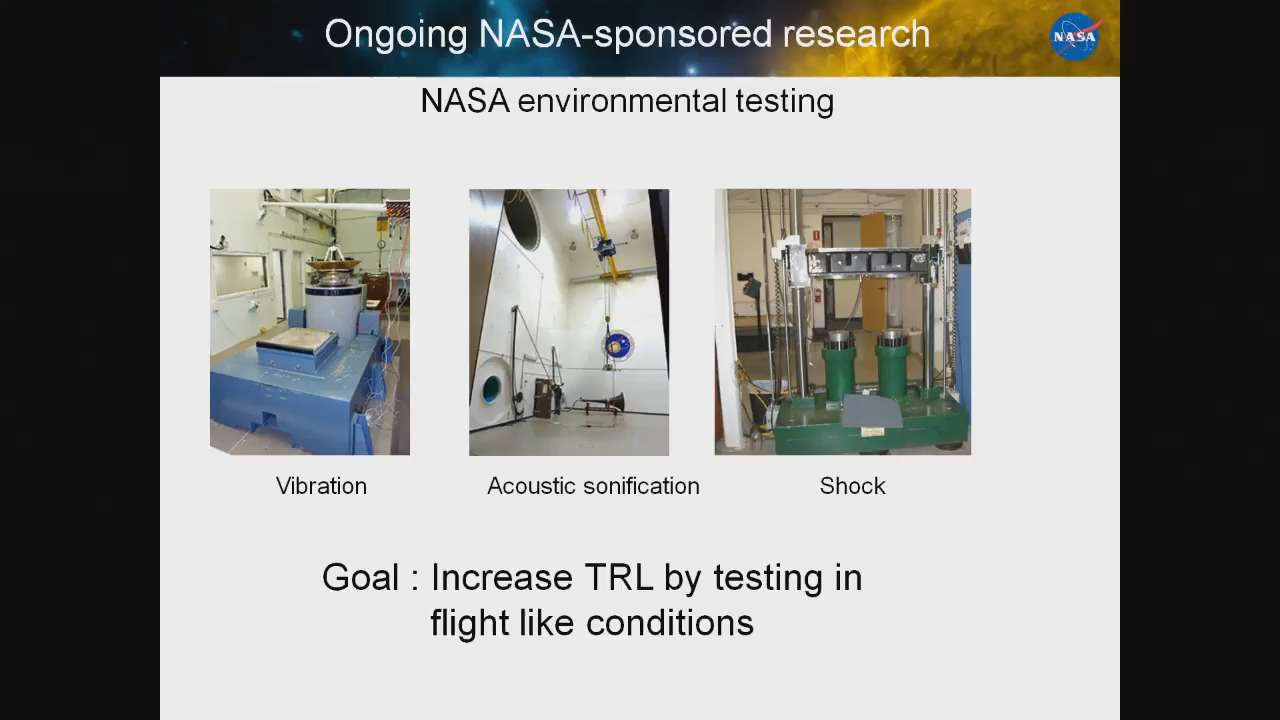 Ongoing NASA-sponsored research
NASA
NASA environmental testing
Vibration
Acoustic sonification
Shock
Goal : Increase TRL by testing in
flight like conditions